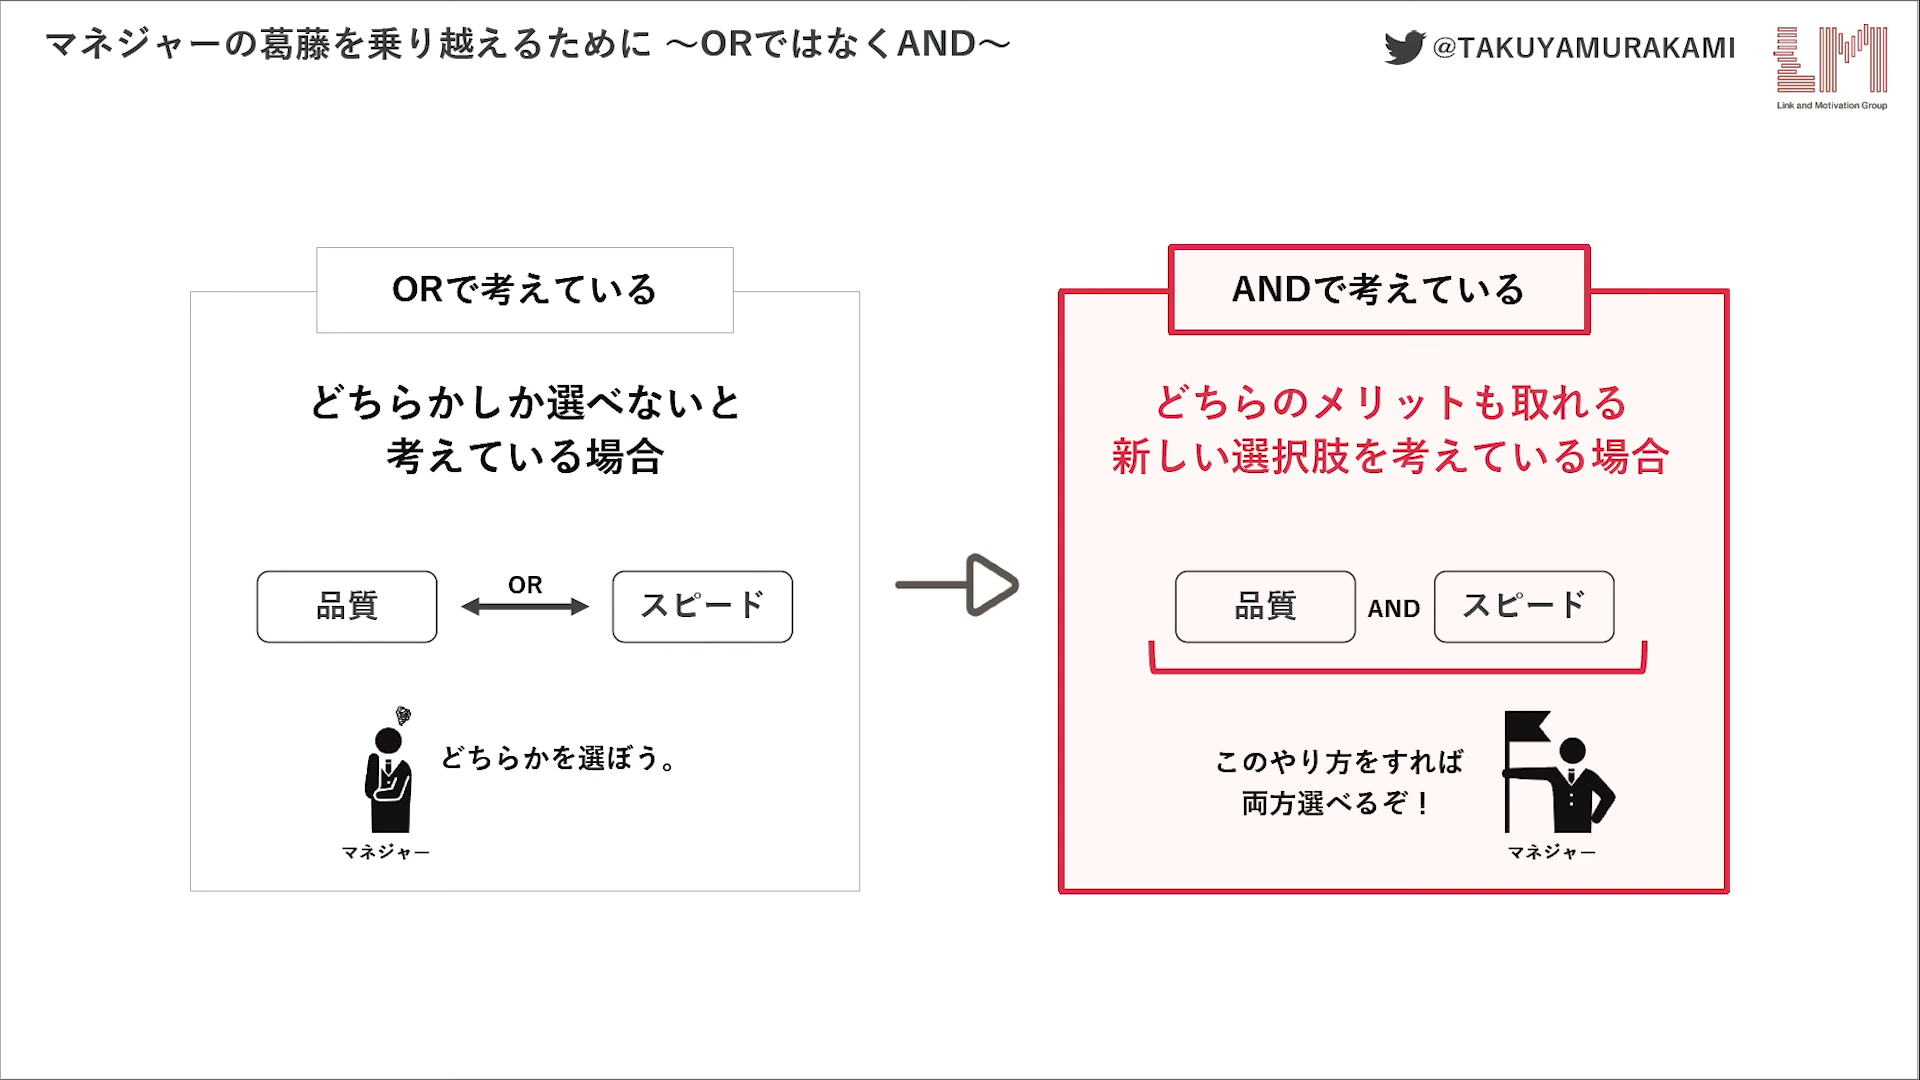 マネジャーの葛藤を乗り越えるために 〜ORではなくAND〜
@TAKUYAMURAKAMI
LM
Link and Motivation Group
ORで考えている
どちらかしか選べないと
考えている場合
品質
OR
スピード
どちらかを選ぼう。
マネジャー
ANDで考えている
どちらのメリットも取れる
新しい選択肢を考えている場合
品質
AND
スピード
このやり方をすれば
両方選べるぞ！
マネジャー